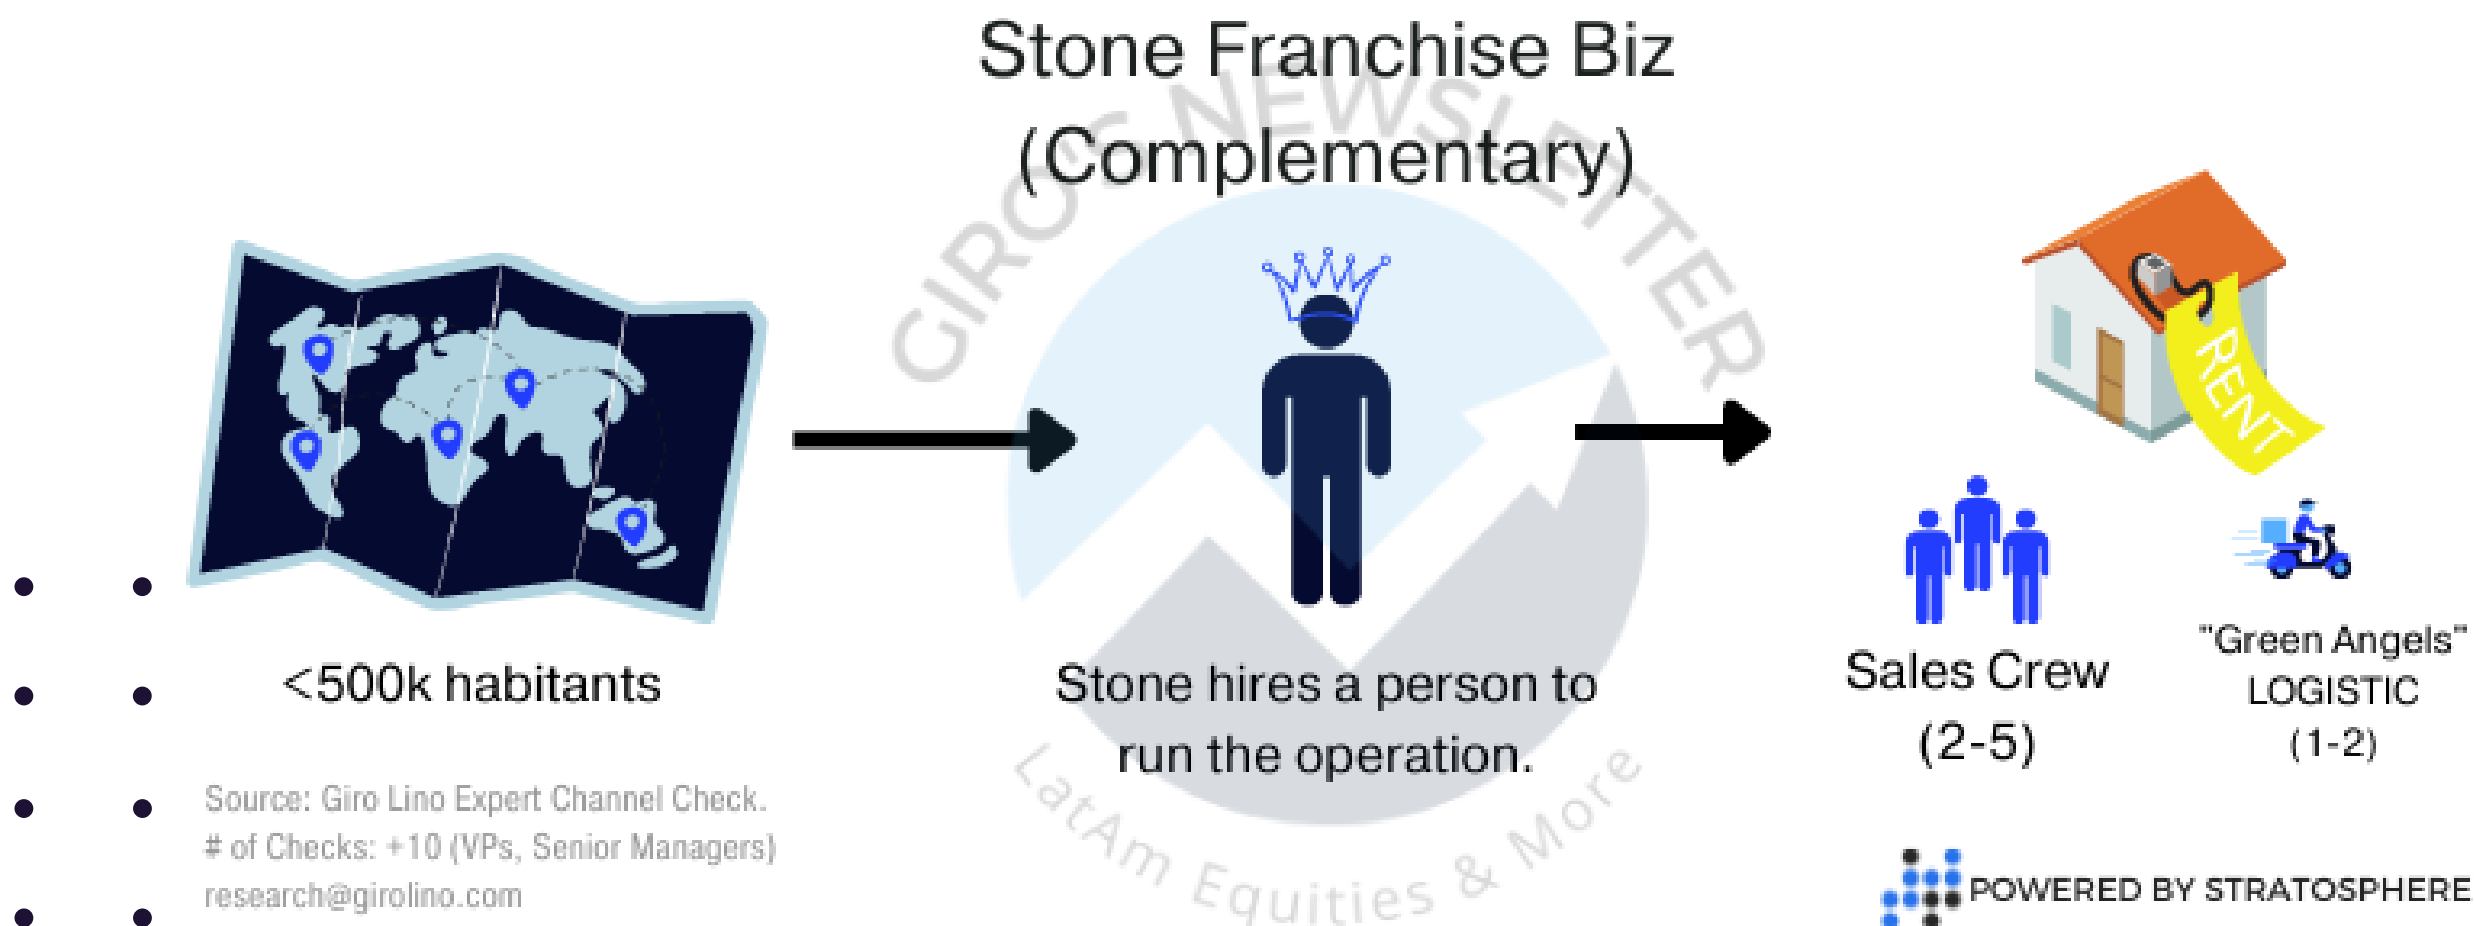 Stone Franchise Biz
(Complementary)
GIRO'S NEWSLETTER
RENT
<500k habitants
Stone hires a person to
run the operation.
Sales Crew
(2-5)
"Green Angels"
LOGISTIC
(1-2)
Source: Giro Lino Expert Channel Check.
# of Checks: +10 (VPs, Senior Managers)
research@girolino.com
LatAm Equities & More
POWERED BY STRATOSPHERE